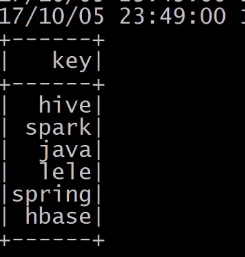 17/10/05 23:49:00
+------+
|   key|
+------+
|  hive|
| spark|
|  java|
|  lele|
|spring|
| hbase|
+------+